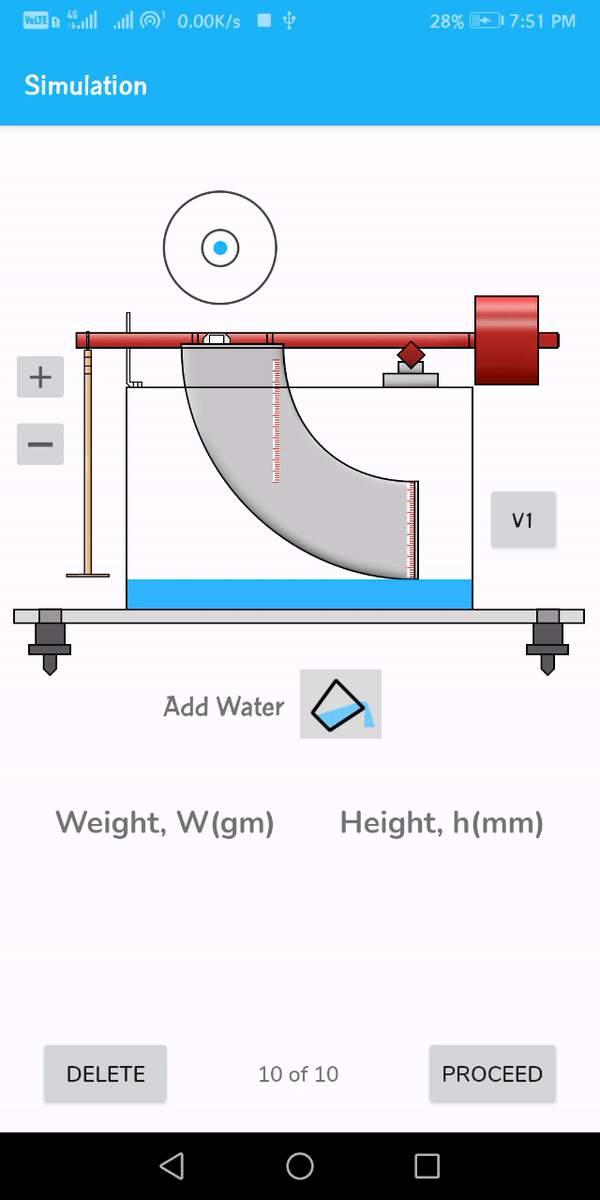 VoLTE 4G 0.00K/s 28% 7:51 PM
Simulation
V1
Add Water
Weight, W(gm) Height, h(mm)
DELETE 10 of 10 PROCEED